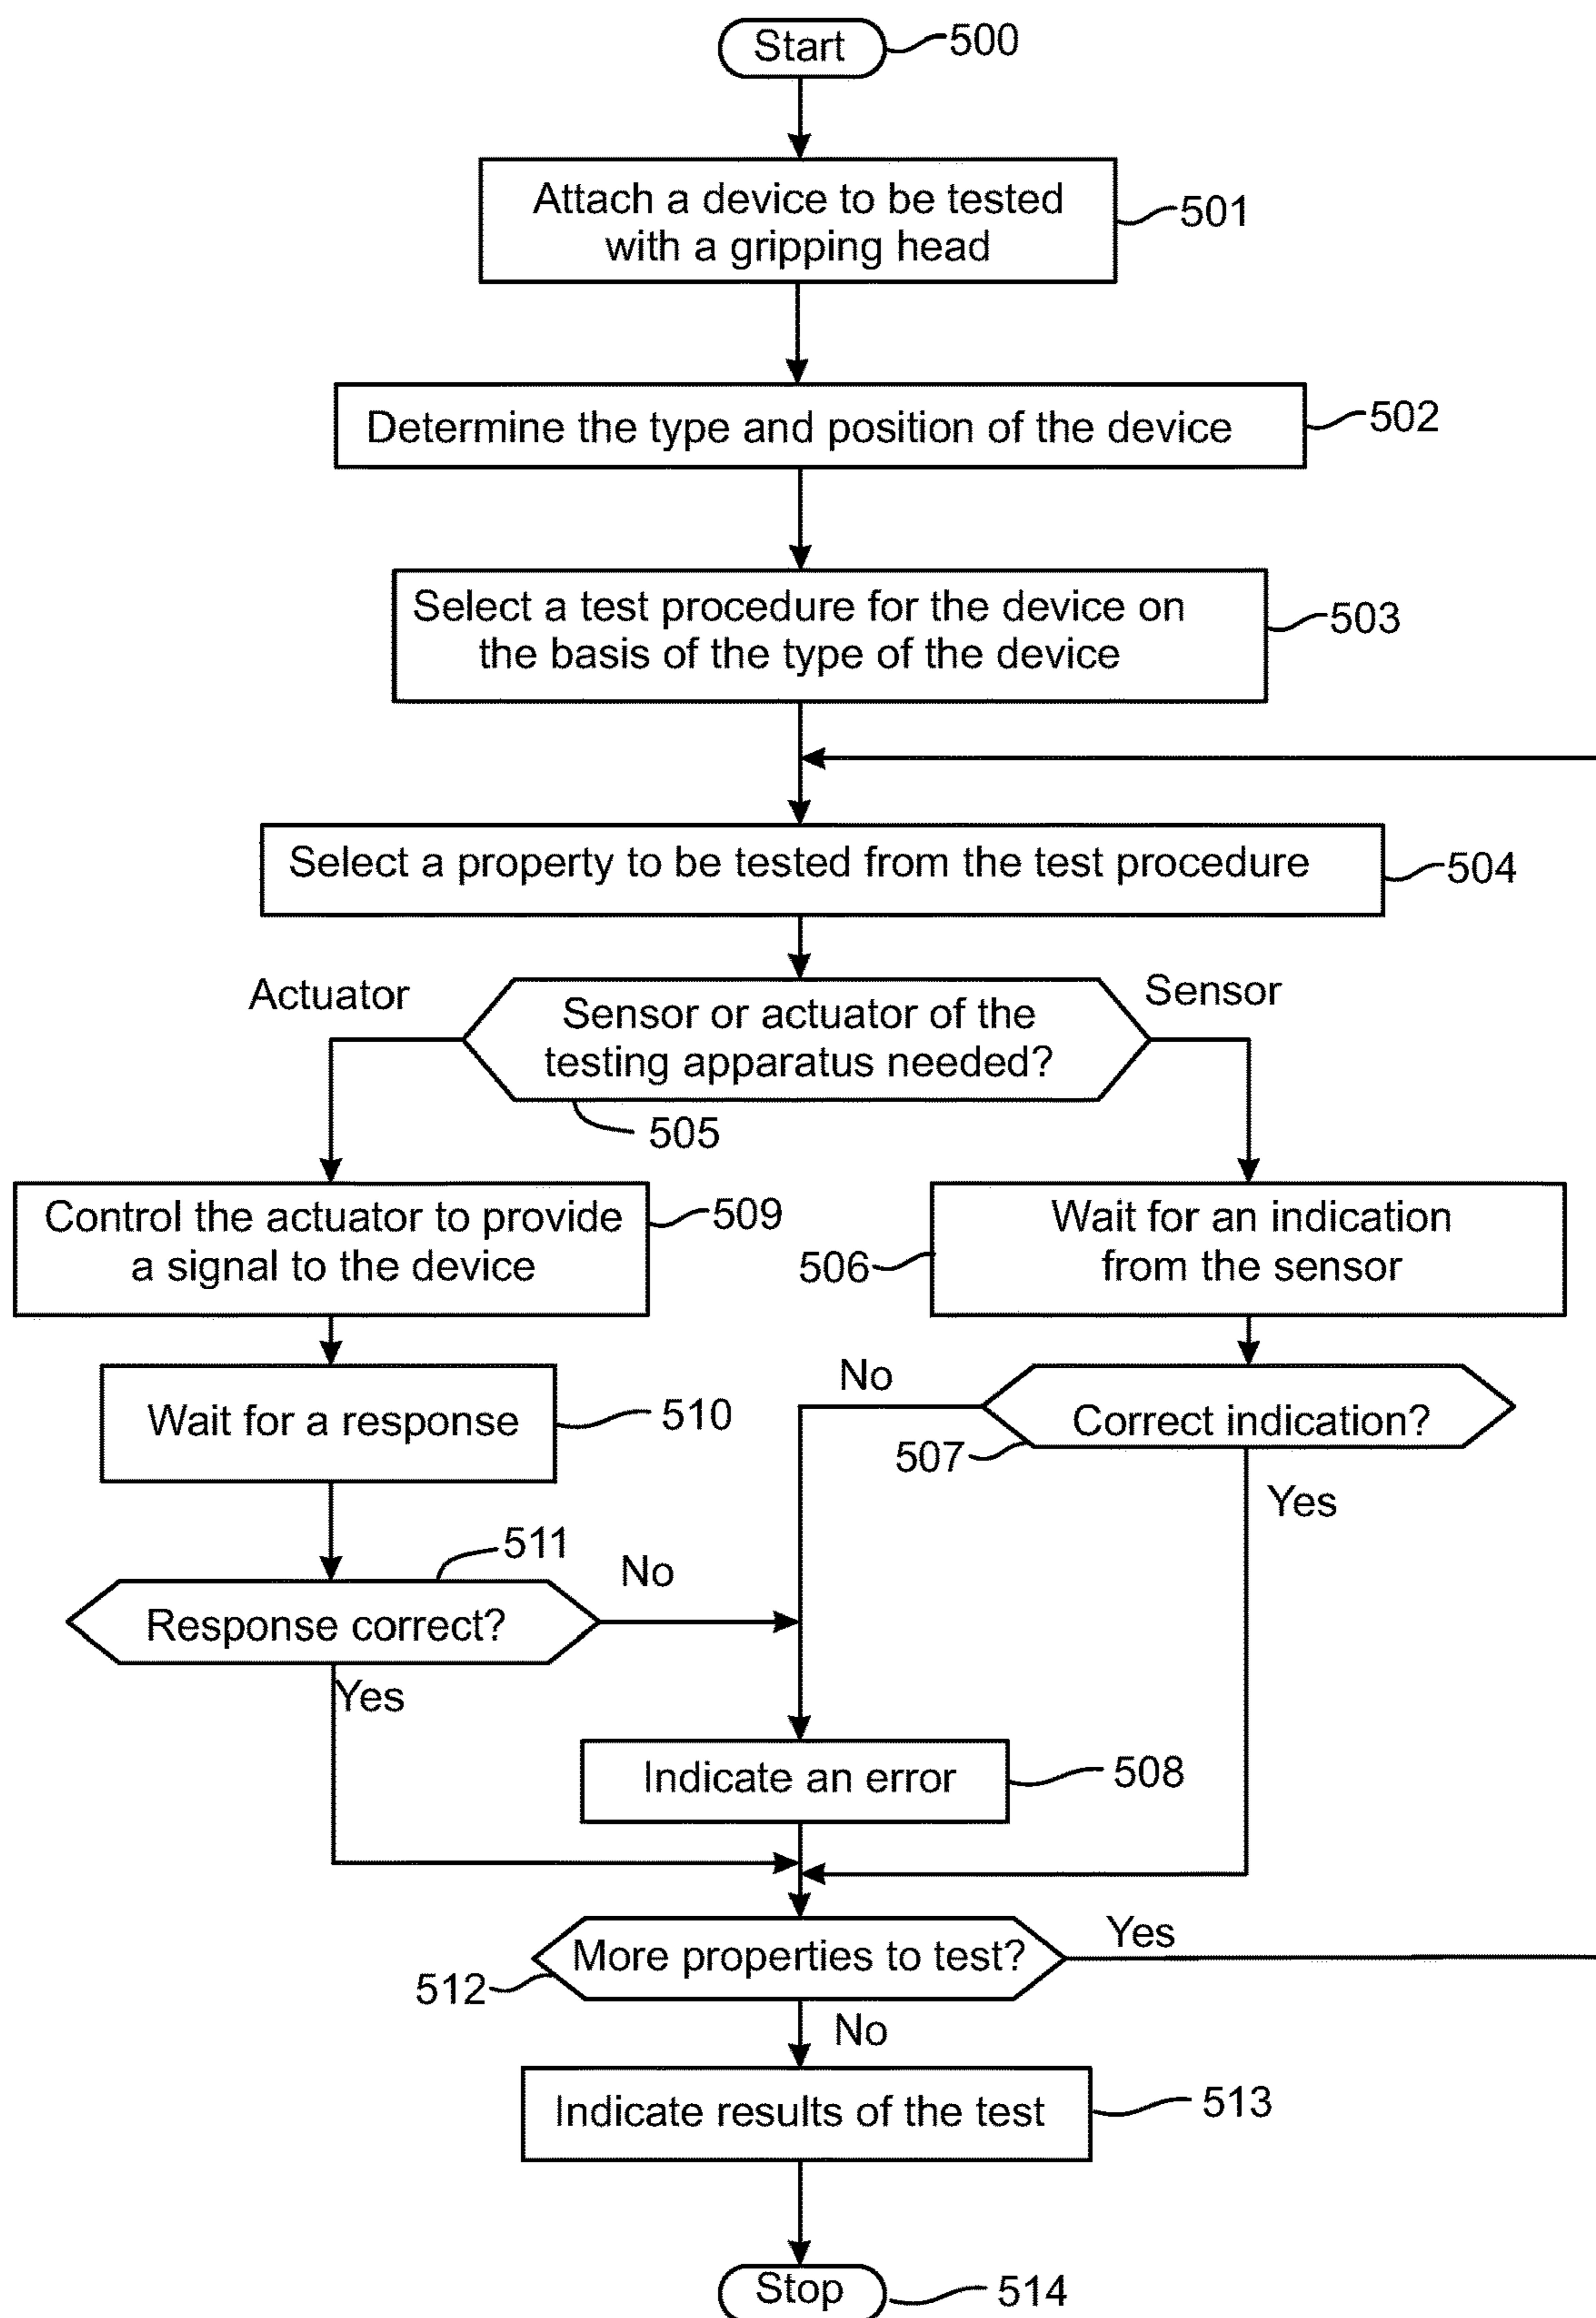 Start
500
Attach a device to be tested
with a gripping head
501
Determine the type and position of the device
502
Select a test procedure for the device on
the basis of the type of the device
503
Select a property to be tested from the test procedure
504
Actuator
Sensor or actuator of the
testing apparatus needed?
Sensor
505
Control the actuator to provide
a signal to the device
509
506
Wait for an indication
from the sensor
Wait for a response
510
No
Correct indication?
507
Yes
511
Response correct?
No
Yes
Indicate an error
508
More properties to test?
Yes
512
No
Indicate results of the test
513
Stop
514